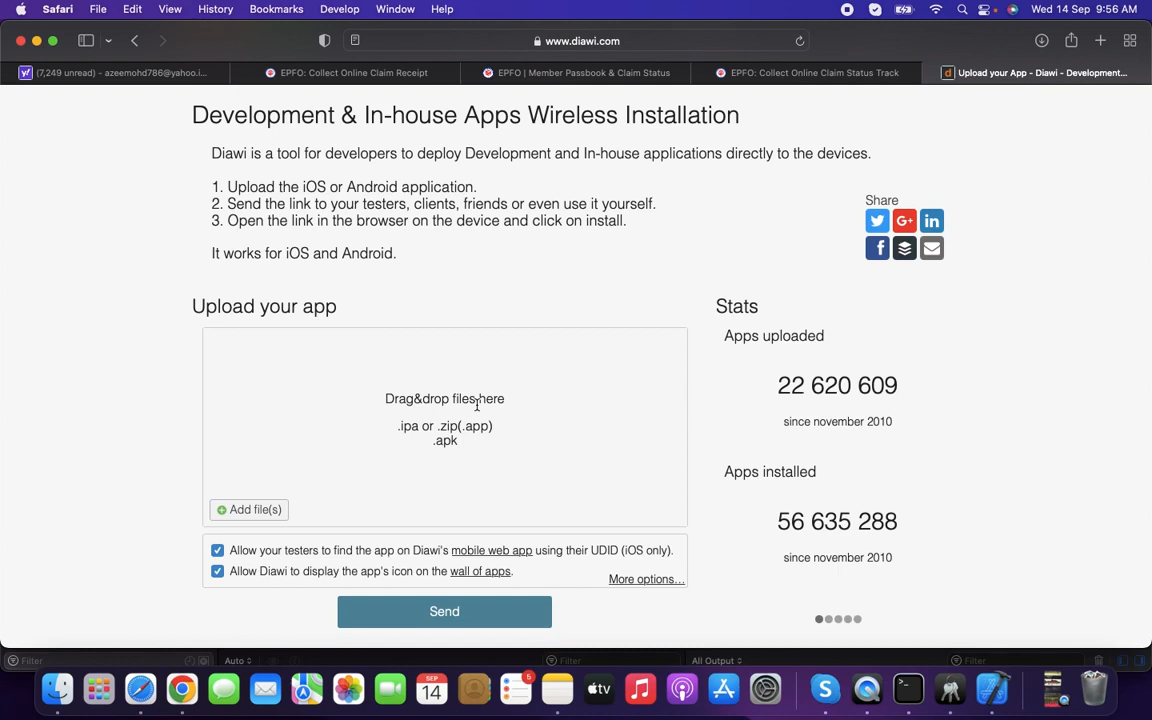 Safari File Edit View History Bookmarks Develop Window Help Wed 14 Sep 9:56 AM
www.diawi.com
(7,249 unread) - azeemohd786@yahoo.i... EPFO: Collect Online Claim Receipt EPFO | Member Passbook & Claim Status EPFO: Collect Online Claim Status Track Upload your App - Diawi - Development...
Development & In-house Apps Wireless Installation
Diawi is a tool for developers to deploy Development and In-house applications directly to the devices.
1. Upload the iOS or Android application.
2. Send the link to your testers, clients, friends or even use it yourself.
3. Open the link in the browser on the device and click on install.
It works for iOS and Android.
Share
Upload your app
Drag&drop files here
.ipa or .zip(.app)
.apk
Add file(s)
Allow your testers to find the app on Diawi's mobile web app using their UDID (iOS only).
Allow Diawi to display the app's icon on the wall of apps.
More options...
Send
Stats
Apps uploaded
22 620 609
since november 2010
Apps installed
56 635 288
since november 2010
Filter Auto Filter All Output Filter
SEP
14
5
tv